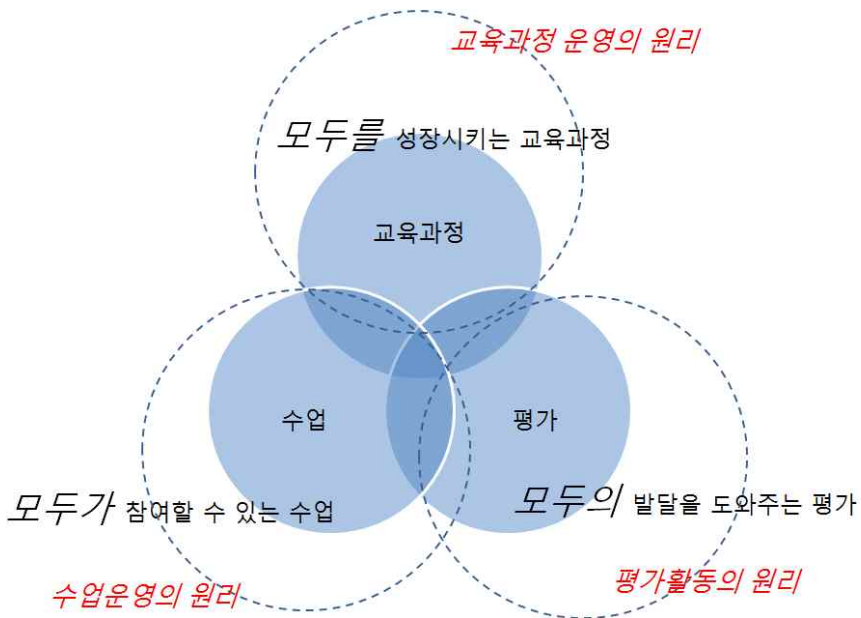 교육과정 운영의 원리
모두를 성장시키는 교육과정
교육과정
수업
평가
모두가 참여할 수 있는 수업
모두의 발달을 도와주는 평가
수업운영의 원리
평가활동의 원리